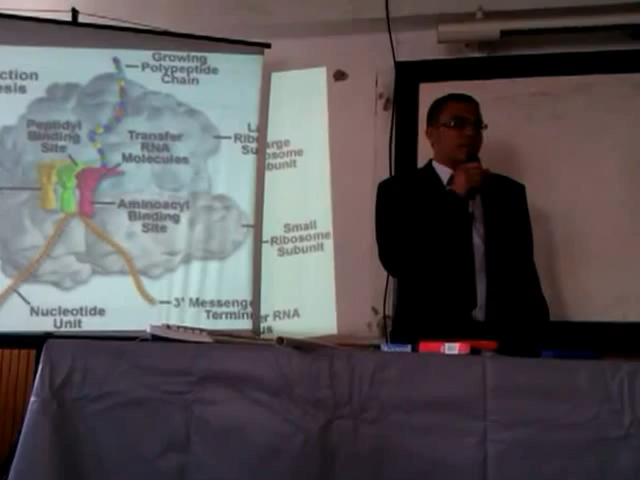 Growing
Polypeptide
Chain
ction
esis
Peptidyl
Binding
Site
Transfer
RNA
Molecules
Large
Ribosome
Subunit
Aminoacyl
Binding
Site
Small
Ribosome
Subunit
Nucleotide
Unit
3' Messenger RNA
Terminus